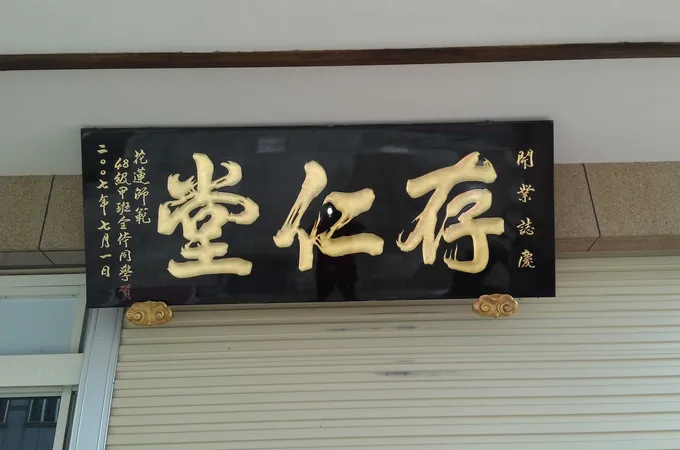 開業誌慶
存仁堂
花蓮師範
48級甲班全体同學賀
二〇〇七年七月一日